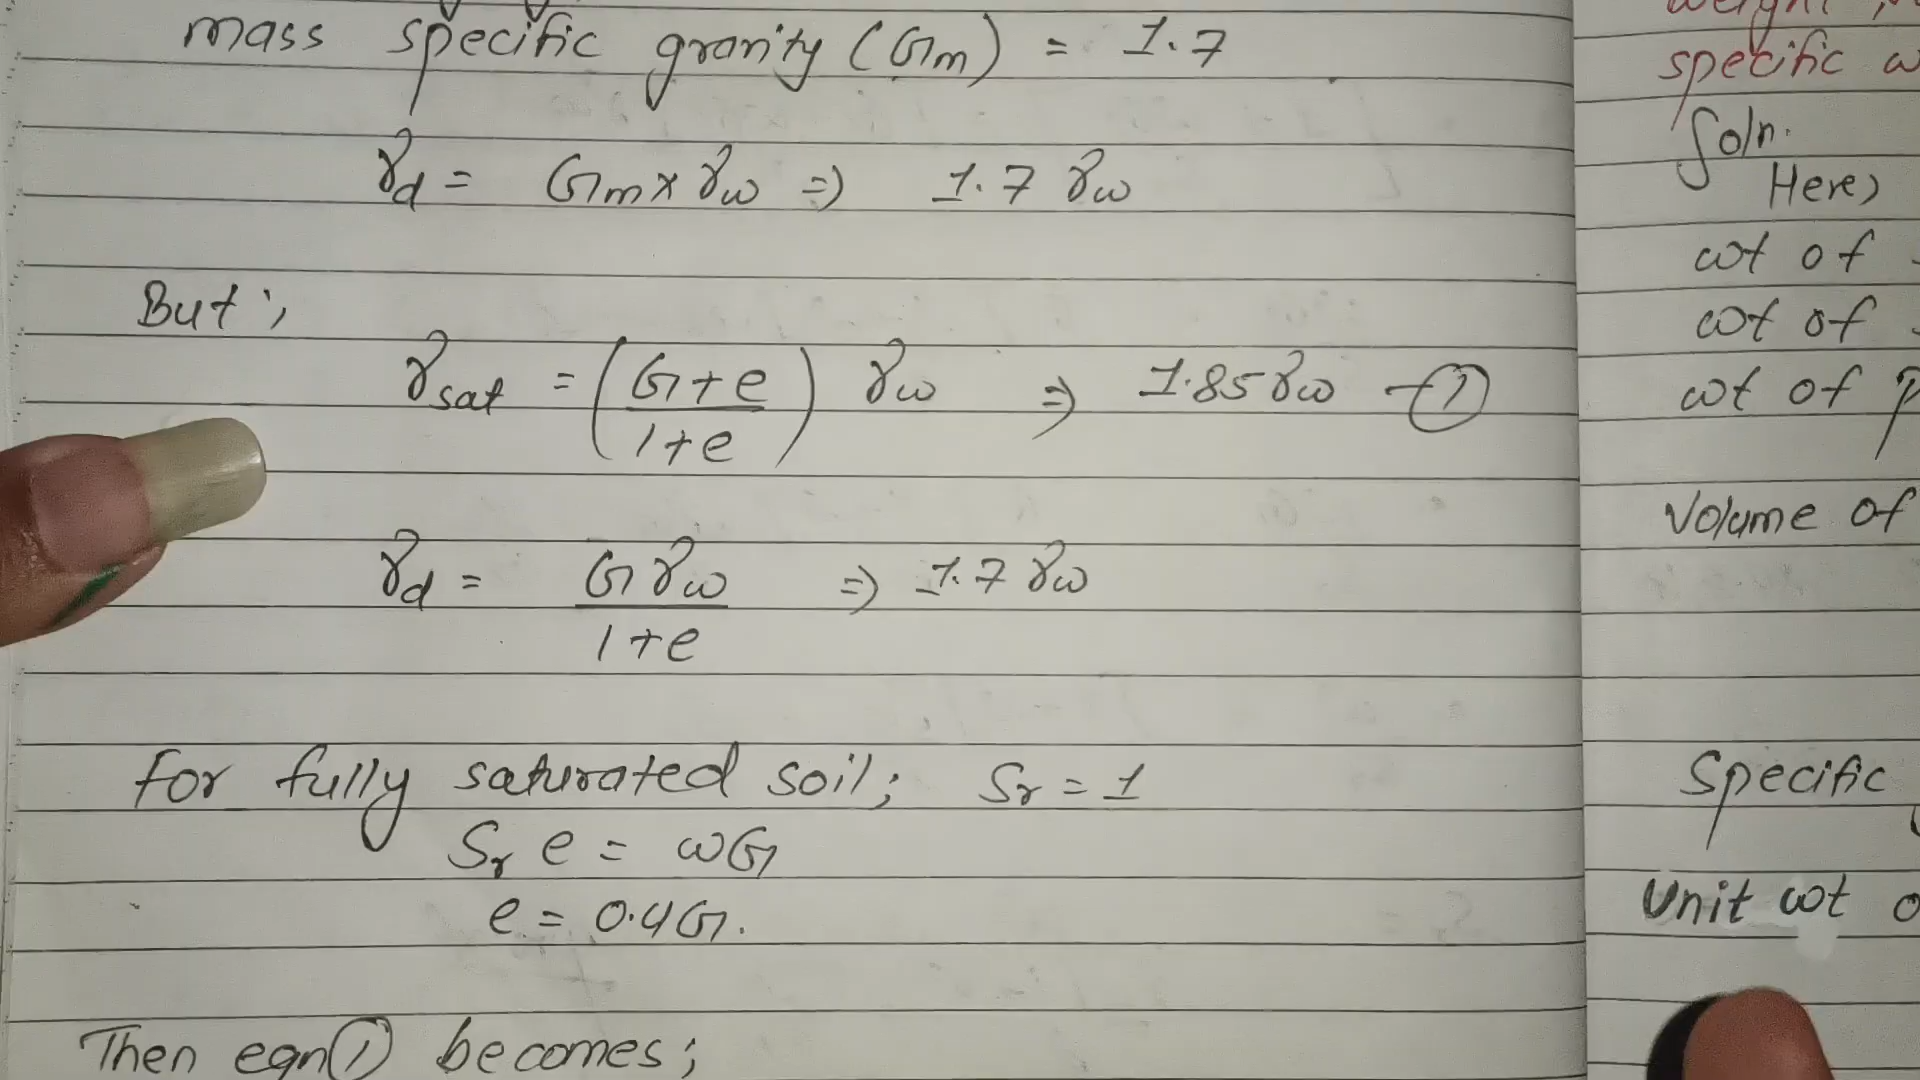 mass specific gravity (Gm) = 1.7
γd = Gm x γw => 1.7 γw
But;
γsat = (G+e / 1+e) γw => 1.85 γw - ①
γd = Gγw / 1+e => 1.7 γw
for fully saturated soil; Sr = 1
Sr e = wG
e = 0.4G.
Then eqn ① becomes;
specific w
Soln.
Here,
wt of
wt of
wt of
Volume of
Specific
Unit wt o